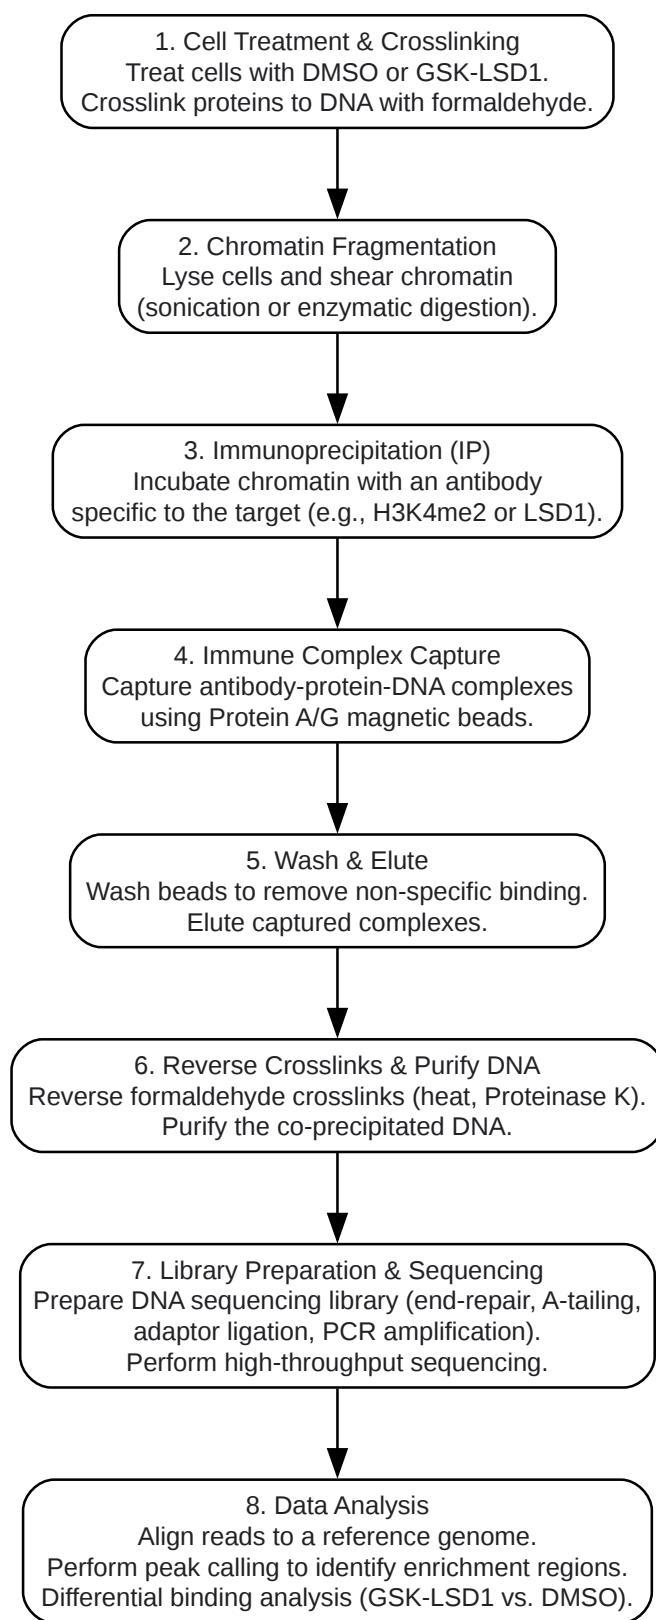 1. Cell Treatment & Crosslinking
Treat cells with DMSO or GSK-LSD1.
Crosslink proteins to DNA with formaldehyde.
2. Chromatin Fragmentation
Lyse cells and shear chromatin
(sonication or enzymatic digestion).
3. Immunoprecipitation (IP)
Incubate chromatin with an antibody
specific to the target (e.g., H3K4me2 or LSD1).
4. Immune Complex Capture
Capture antibody-protein-DNA complexes
using Protein A/G magnetic beads.
5. Wash & Elute
Wash beads to remove non-specific binding.
Elute captured complexes.
6. Reverse Crosslinks & Purify DNA
Reverse formaldehyde crosslinks (heat, Proteinase K).
Purify the co-precipitated DNA.
7. Library Preparation & Sequencing
Prepare DNA sequencing library (end-repair, A-tailing,
adaptor ligation, PCR amplification).
Perform high-throughput sequencing.
8. Data Analysis
Align reads to a reference genome.
Perform peak calling to identify enrichment regions.
Differential binding analysis (GSK-LSD1 vs. DMSO).